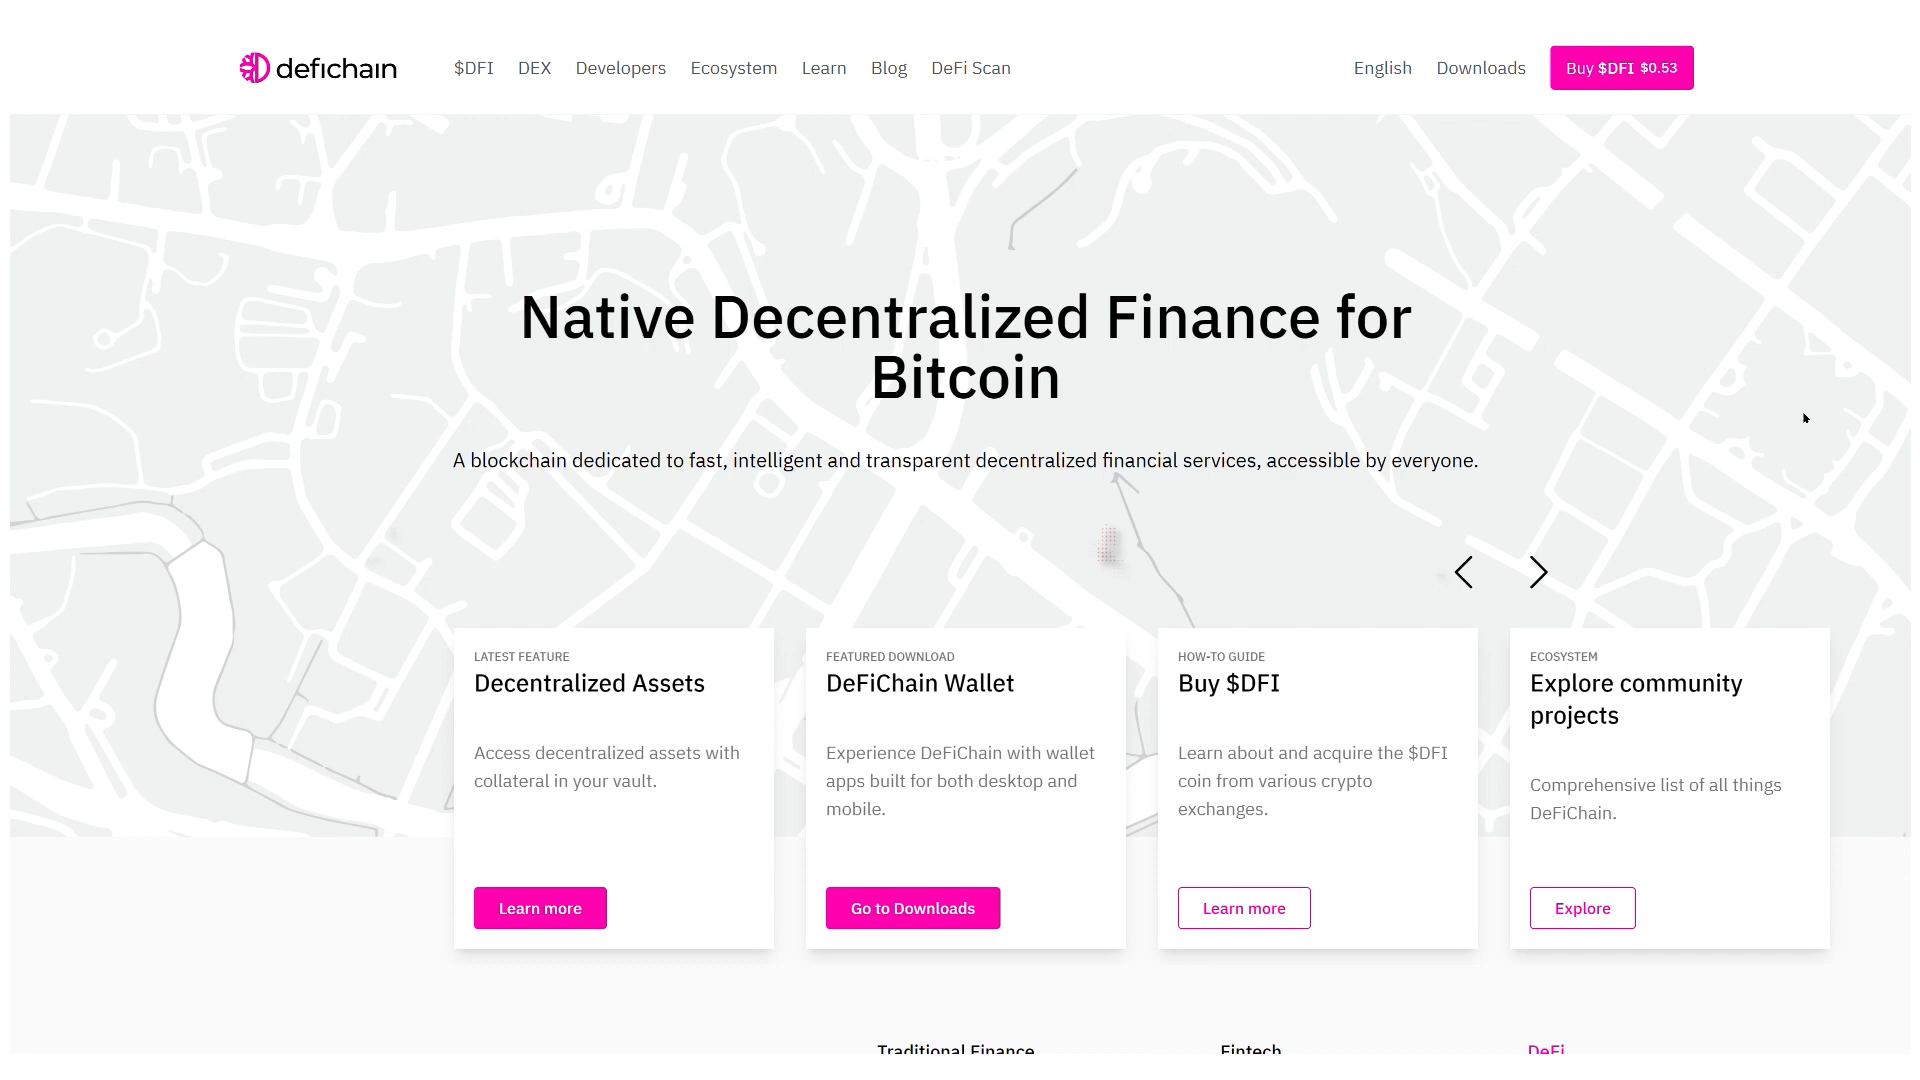 defichain
$DFI DEX Developers Ecosystem Learn Blog DeFi Scan
English Downloads Buy $DFI $0.53
Native Decentralized Finance for
Bitcoin
A blockchain dedicated to fast, intelligent and transparent decentralized financial services, accessible by everyone.
LATEST FEATURE
Decentralized Assets
Access decentralized assets with
collateral in your vault.
Learn more
FEATURED DOWNLOAD
DeFiChain Wallet
Experience DeFiChain with wallet
apps built for both desktop and
mobile.
Go to Downloads
HOW-TO GUIDE
Buy $DFI
Learn about and acquire the $DFI
coin from various crypto
exchanges.
Learn more
ECOSYSTEM
Explore community
projects
Comprehensive list of all things
DeFiChain.
Explore
Traditional Finance
Fintech
DeFi